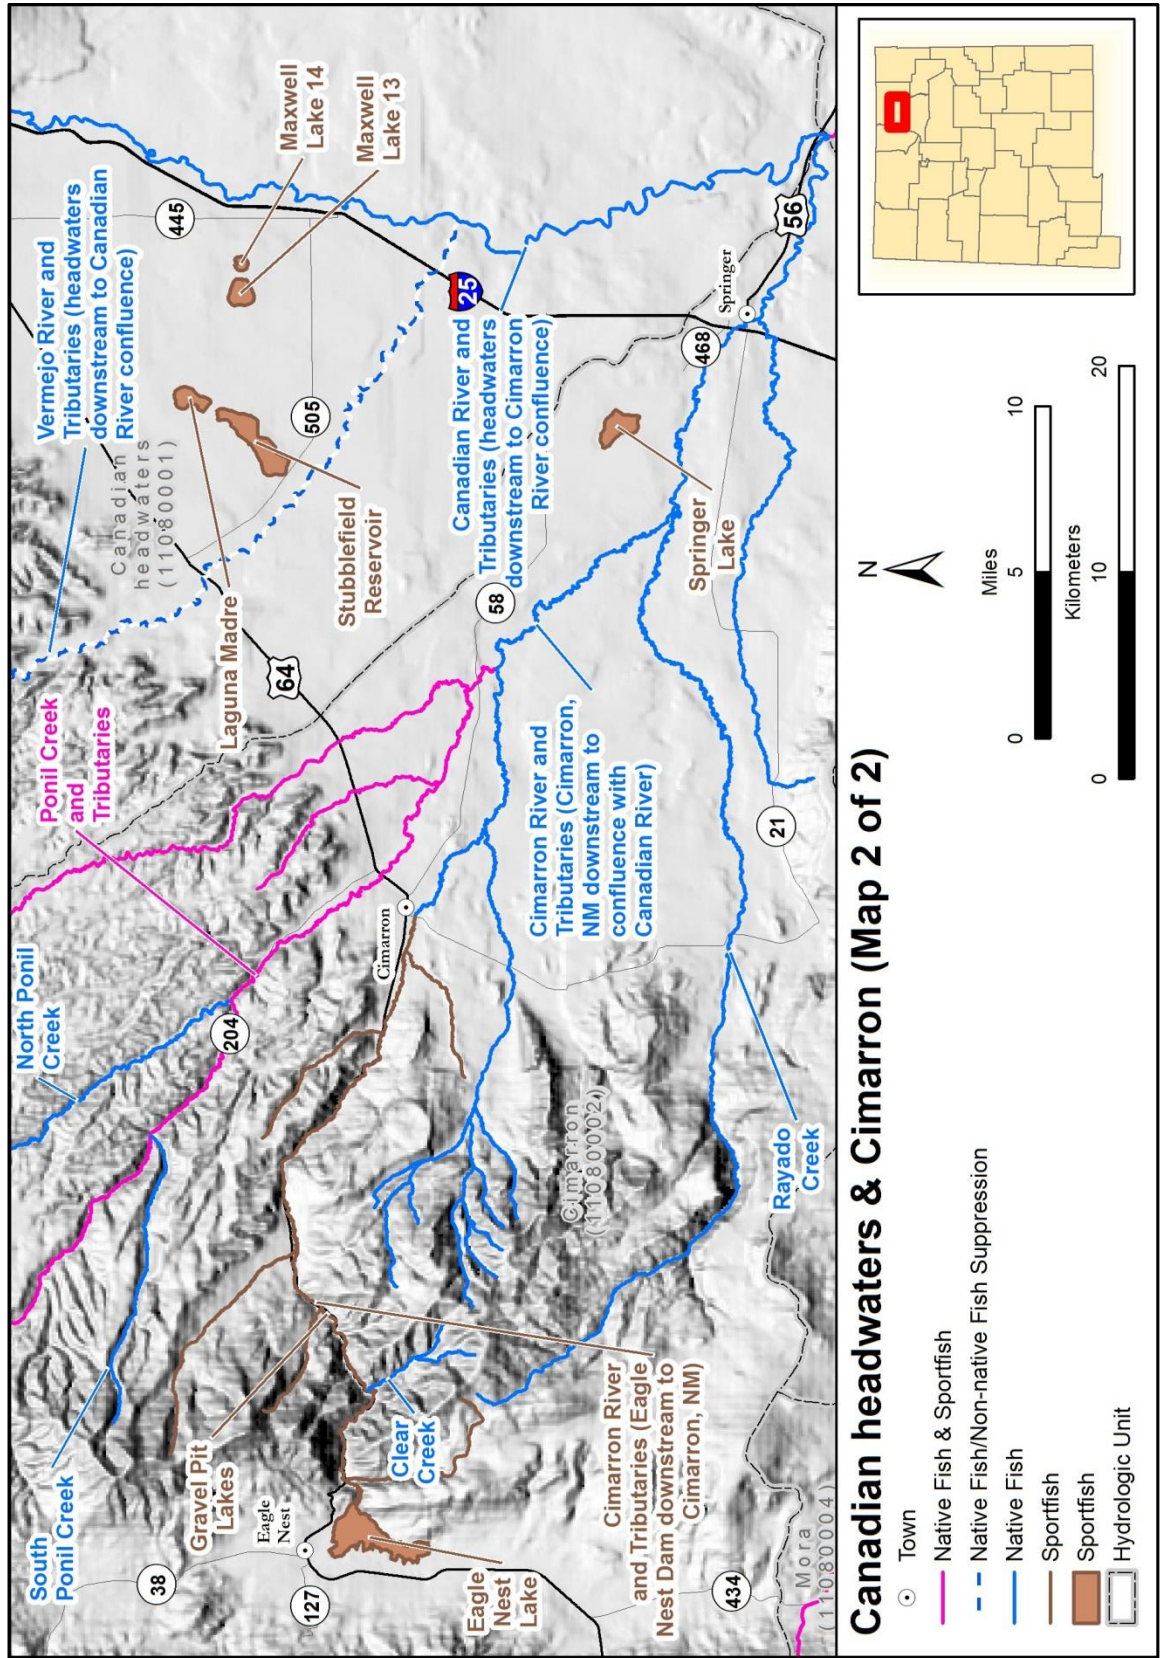 South
Ponil Creek
North Ponil
Creek
Ponil Creek
and
Tributaries
Vermejo River and
Tributaries (headwaters
downstream to Canadian
River confluence)
Canadian
headwaters
(11080001)
445
Maxwell
Lake 14
Maxwell
Lake 13
38
204
64
Laguna Madre
505
Stubblefield
Reservoir
25
Gravel Pit
Lakes
Eagle
Nest
127
Cimarron
58
Canadian River and
Tributaries (headwaters
downstream to Cimarron
River confluence)
Clear
Creek
Eagle
Nest
Lake
Cimarron
(11080002)
Cimarron River and
Tributaries (Cimarron,
NM downstream to
confluence with
Canadian River)
Cimarron River
and Tributaries (Eagle
Nest Dam downstream to
Cimarron, NM)
Springer
Lake
468
Springer
56
434
Mora
(11080004)
Rayado
Creek
21
Canadian headwaters & Cimarron (Map 2 of 2)
Town
Native Fish & Sportfish
Native Fish/Non-native Fish Suppression
Native Fish
Sportfish
Sportfish
Hydrologic Unit
N
Miles
0 5 10
Kilometers
0 10 20